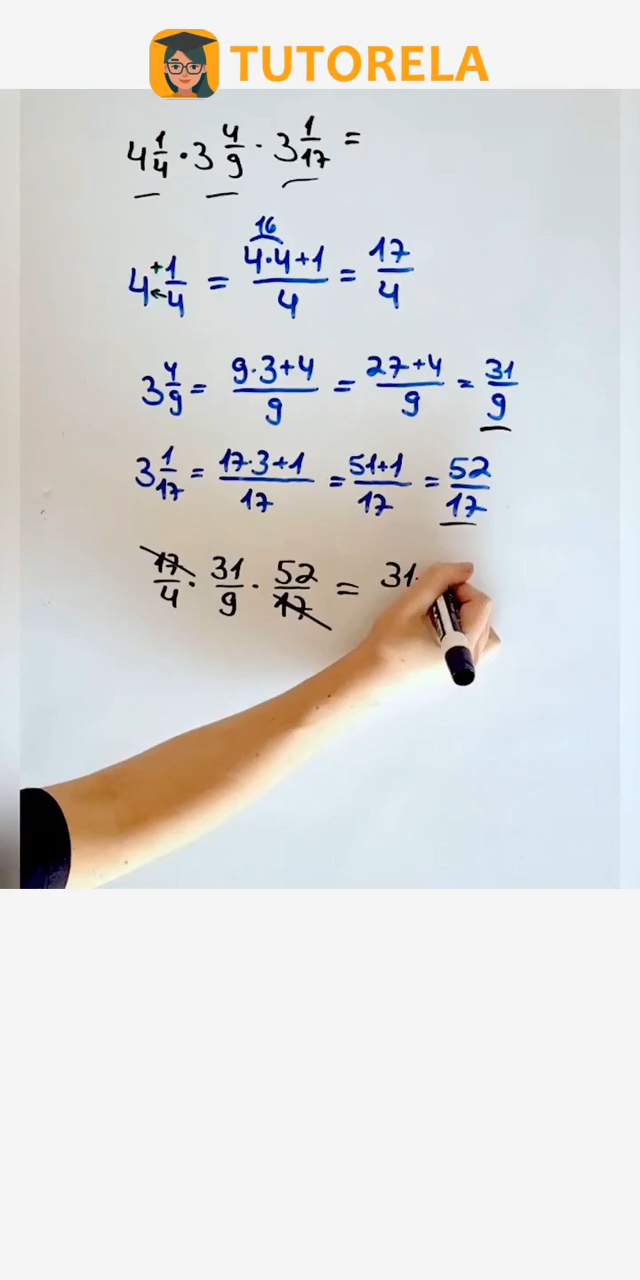 TUTORELA
4 1/4 · 3 4/9 · 3 1/17 =
16
4 +1/4 = 4·4+1/4 = 17/4
3 4/9 = 9·3+4/9 = 27+4/9 = 31/9
3 1/17 = 17·3+1/17 = 51+1/17 = 52/17
17/4 · 31/9 · 52/17 = 31·